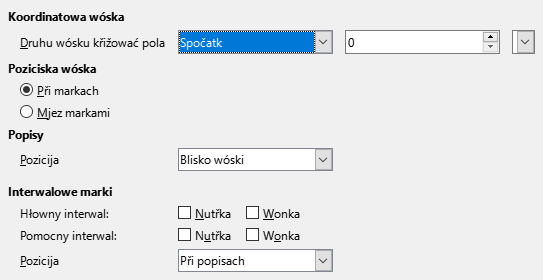 Koordinatowa wóska
Druhu wósku křižować pola Spočatk 0
Poziciska wóska
Při markach
Mjez markami
Popisy
Pozicija Blisko wóski
Interwalowe marki
Hłowny interwal: Nutřka Wonka
Pomocny interwal: Nutřka Wonka
Pozicija Při popisach